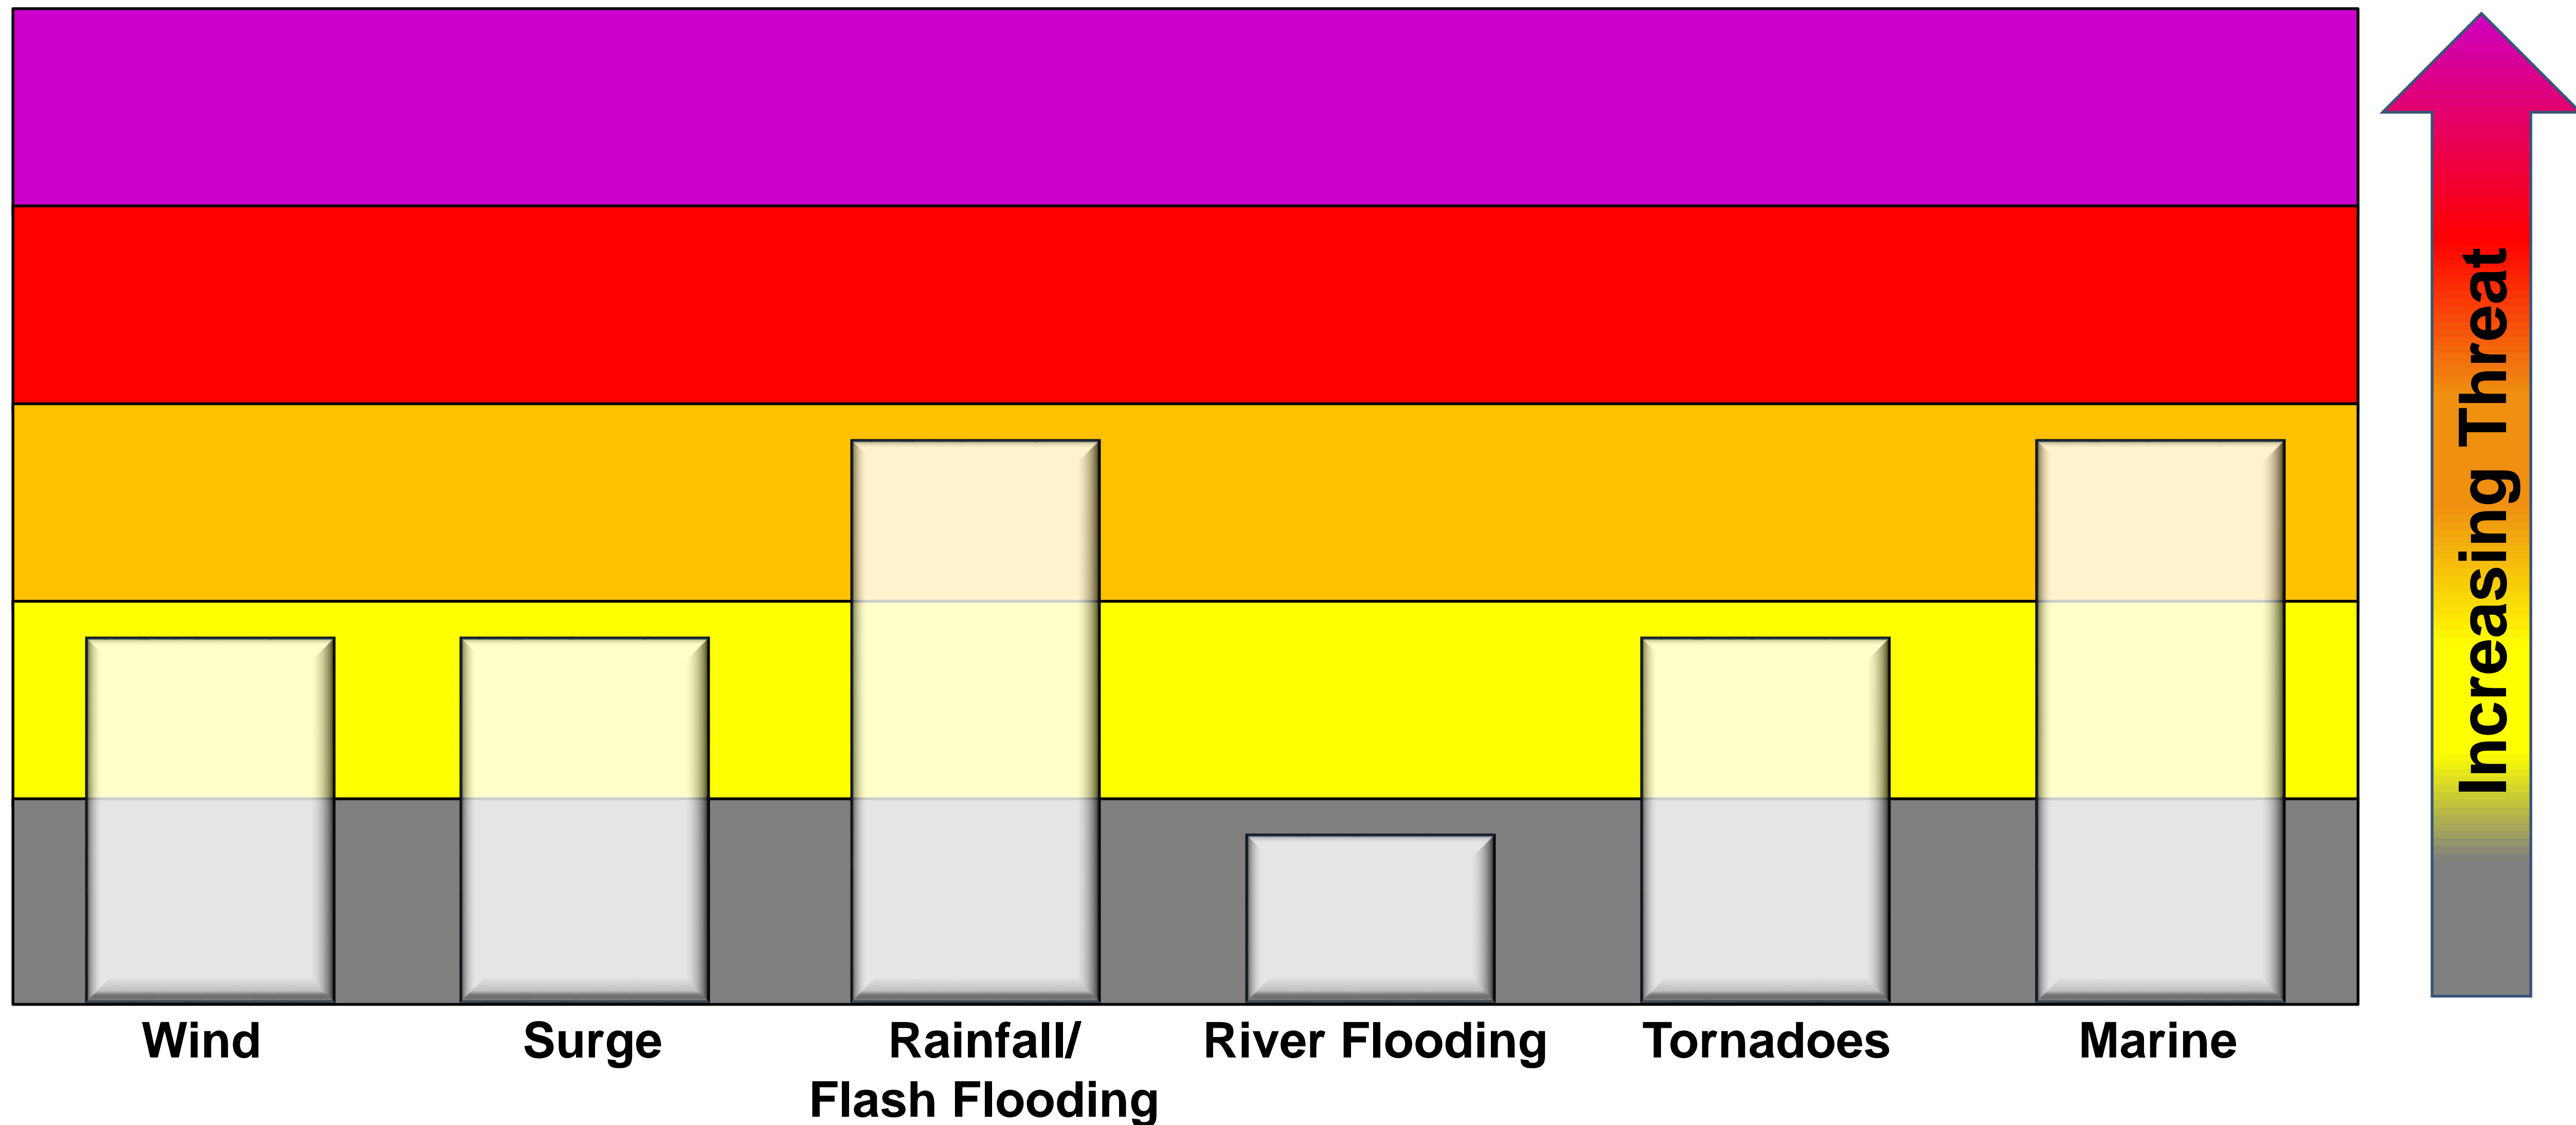 Increasing Threat
Wind
Surge
Rainfall/
Flash Flooding
River Flooding
Tornadoes
Marine